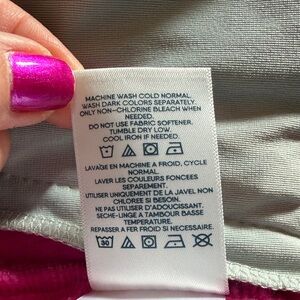 MACHINE WASH COLD NORMAL.
WASH DARK COLORS SEPARATELY.
ONLY NON-CHLORINE BLEACH WHEN
NEEDED.
DO NOT USE FABRIC SOFTENER.
TUMBLE DRY LOW.
COOL IRON IF NEEDED.
LAVAGE EN MACHINE A FROID, CYCLE
NORMAL.
LAVER LES COULEURS FONCÉES
SEPAREMENT.
UTILISER UNIQUEMENT DE LA JAVEL NON
CHLOREE SI BESOIN.
NE PAS UTILISER D'ADOUCISSANT.
SECHE-LINGE A TAMBOUR BASSE
TEMPERATURE.
REPASSER A FER FROID SI NECESSAIRE.
30